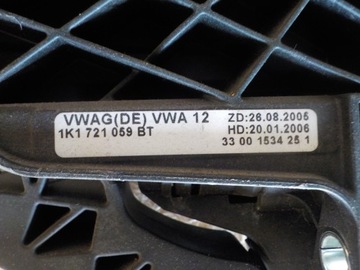 VWAG(DE) VWA 12 ZD:26.08.2005
1K1 721 059 BT HD:20.01.2006
33 00 1534 25 1